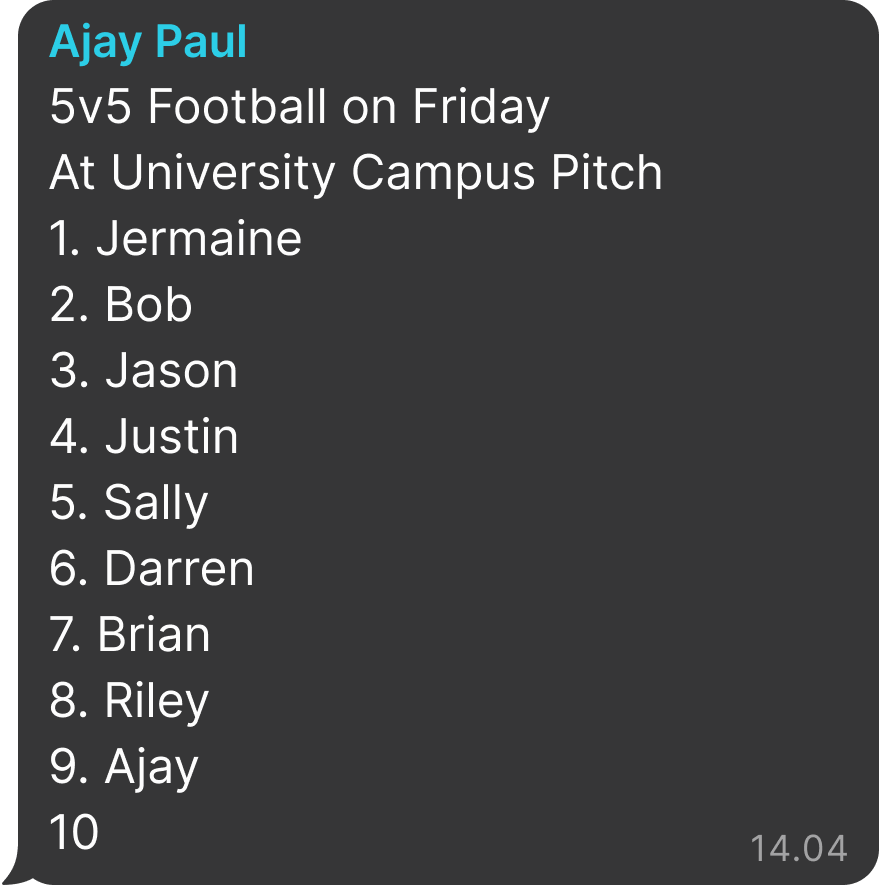 Ajay Paul
5v5 Football on Friday
At University Campus Pitch
1. Jermaine
2. Bob
3. Jason
4. Justin
5. Sally
6. Darren
7. Brian
8. Riley
9. Ajay
10
14.04